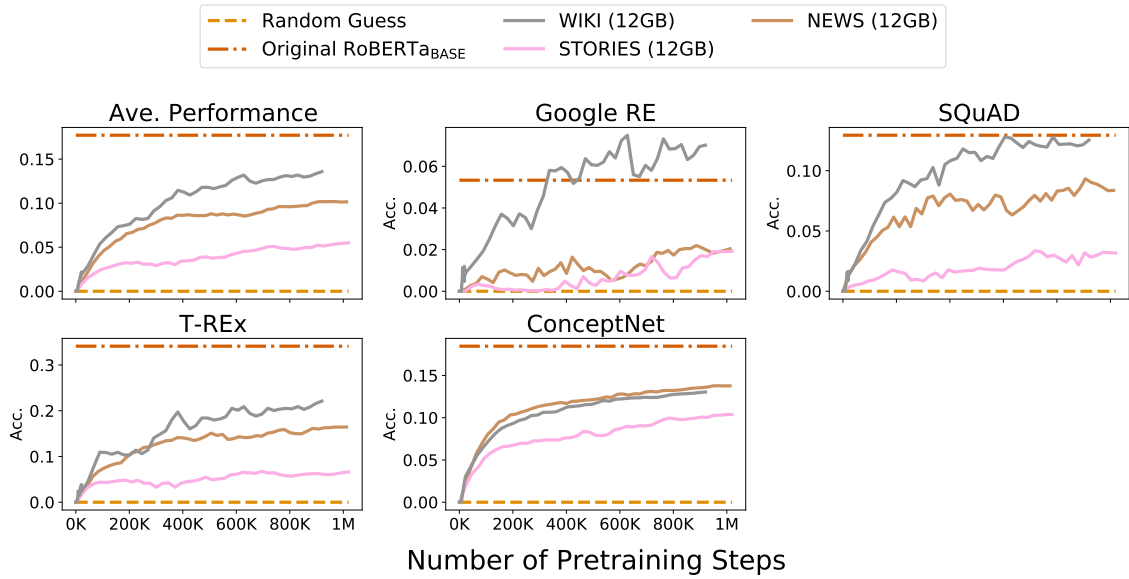 Random Guess
Original RoBERTa BASE
WIKI (12GB)
STORIES (12GB)
NEWS (12GB)
Ave. Performance
Acc.
0.15
0.10
0.05
0.00
Google RE
Acc.
0.06
0.04
0.02
0.00
SQuAD
Acc.
0.10
0.05
0.00
T-REx
Acc.
0.3
0.2
0.1
0.0
0K 200K 400K 600K 800K 1M
ConceptNet
Acc.
0.15
0.10
0.05
0.00
0K 200K 400K 600K 800K 1M
Number of Pretraining Steps